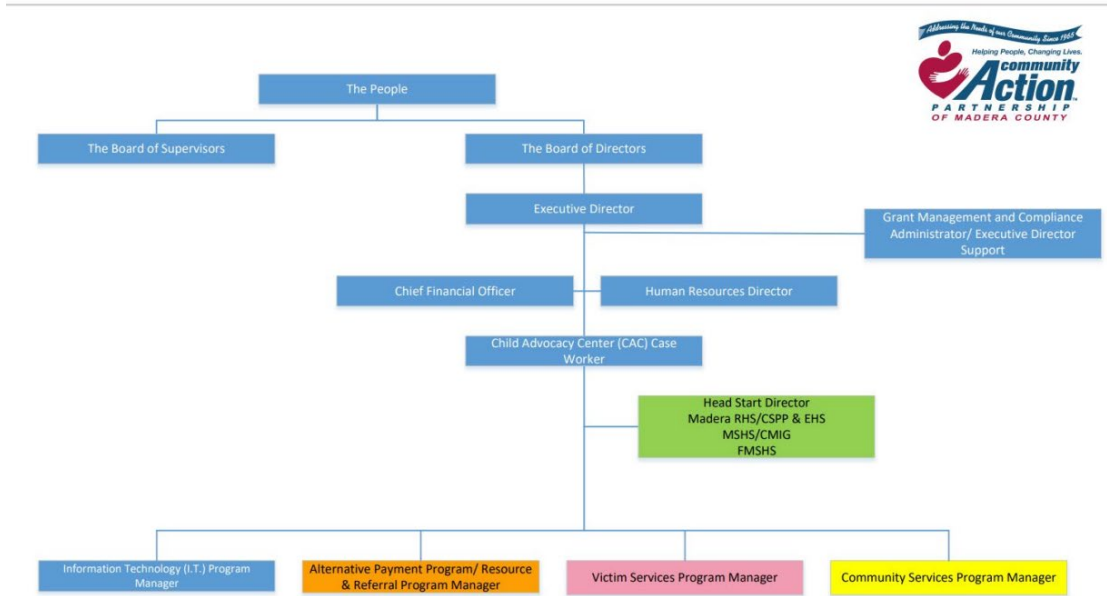 Addressing the Needs of our Community Since 1965
Helping People, Changing Lives.
community
Action
PARTNERSHIP
OF MADERA COUNTY
The People
The Board of Supervisors
The Board of Directors
Executive Director
Grant Management and Compliance
Administrator/ Executive Director
Support
Chief Financial Officer
Human Resources Director
Child Advocacy Center (CAC) Case
Worker
Head Start Director
Madera RHS/CSPP & EHS
MSHS/CMIG
FMSHS
Information Technology (I.T.) Program
Manager
Alternative Payment Program/ Resource
& Referral Program Manager
Victim Services Program Manager
Community Services Program Manager